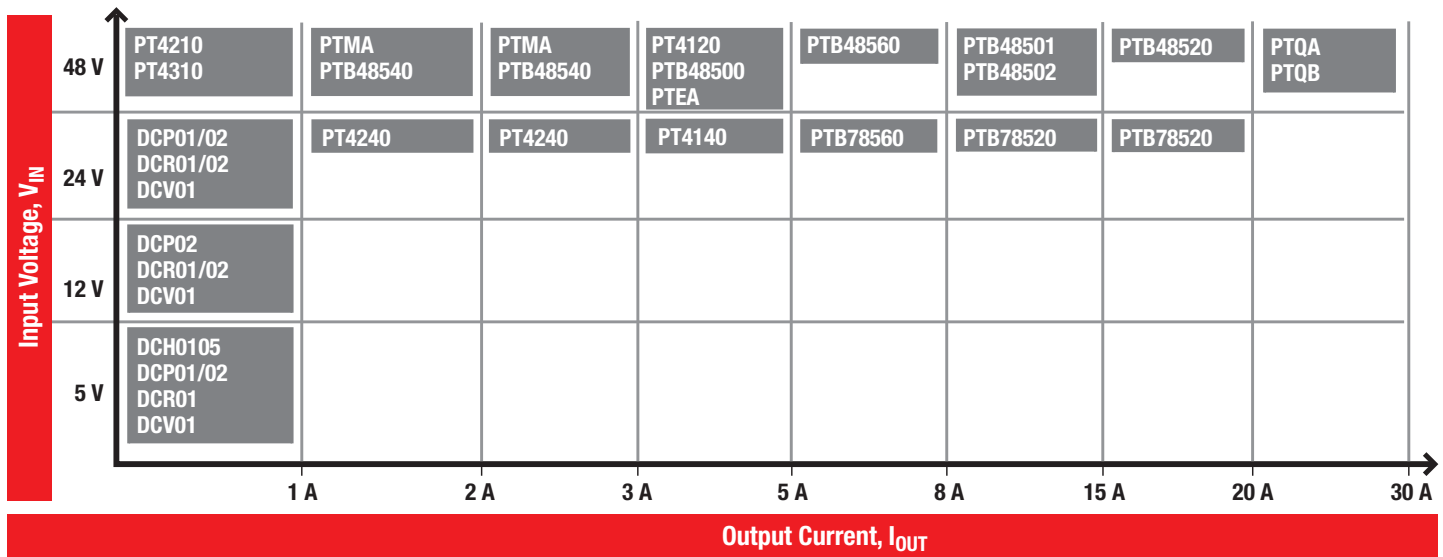 Input Voltage, VIN
48 V
PT4210
PT4310
PTMA
PTB48540
PTMA
PTB48540
PT4120
PTB48500
PTEA
PTB48560
PTB48501
PTB48502
PTB48520
PTQA
PTQB
24 V
DCP01/02
DCR01/02
DCV01
PT4240
PT4240
PT4140
PTB78560
PTB78520
PTB78520
12 V
DCP02
DCR01/02
DCV01
5 V
DCH0105
DCP01/02
DCR01
DCV01
1 A
2 A
3 A
5 A
8 A
15 A
20 A
30 A
Output Current, IOUT